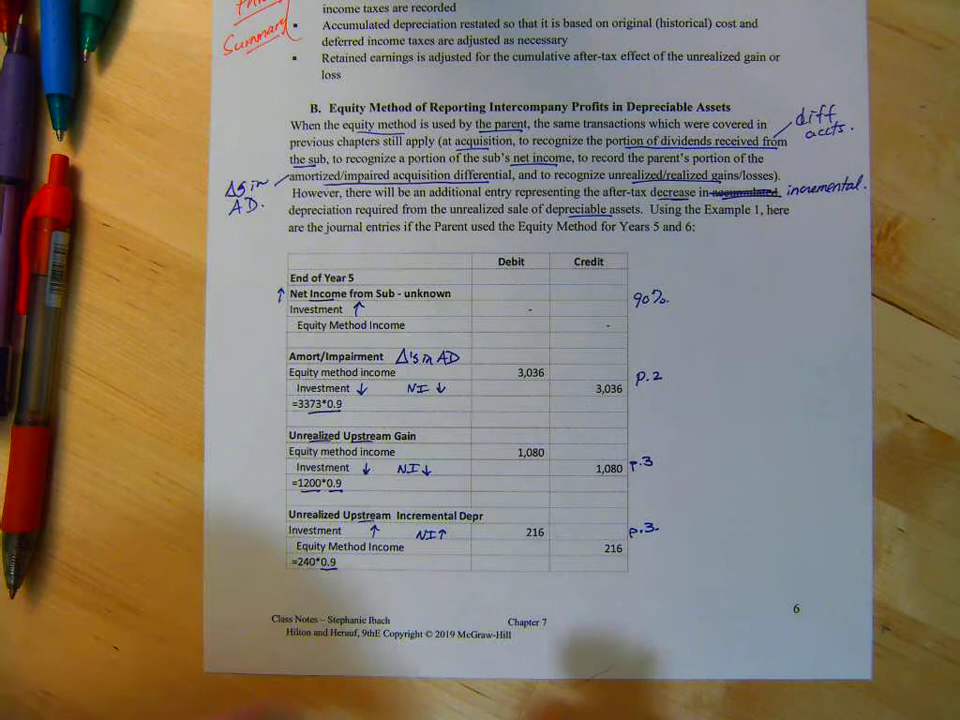 income taxes are recorded
Summary
▪ Accumulated depreciation restated so that it is based on original (historical) cost and
deferred income taxes are adjusted as necessary
▪ Retained earnings is adjusted for the cumulative after-tax effect of the unrealized gain or
loss
B. Equity Method of Reporting Intercompany Profits in Depreciable Assets
When the equity method is used by the parent, the same transactions which were covered in
diff accts.
previous chapters still apply (at acquisition, to recognize the portion of dividends received from
the sub, to recognize a portion of the sub's net income, to record the parent's portion of the
amortized/impaired acquisition differential, and to recognize unrealized/realized gains/losses).
Δs in AD.
However, there will be an additional entry representing the after-tax decrease in accumulated incremental.
depreciation required from the unrealized sale of depreciable assets. Using the Example 1, here
are the journal entries if the Parent used the Equity Method for Years 5 and 6:
Debit Credit
End of Year 5
↑ Net Income from Sub - unknown 90%.
Investment ↑ -
Equity Method Income -
Amort/Impairment Δ's in AD
Equity method income 3,036 p.2
Investment ↓ NI ↓ 3,036
=3373*0.9
Unrealized Upstream Gain
Equity method income 1,080
Investment ↓ NI ↓ 1,080 p.3
=1200*0.9
Unrealized Upstream Incremental Depr
Investment ↑ NI ↑ 216 p.3.
Equity Method Income 216
=240*0.9
6
Class Notes – Stephanie Ibach Chapter 7
Hilton and Herauf, 9thE Copyright © 2019 McGraw-Hill